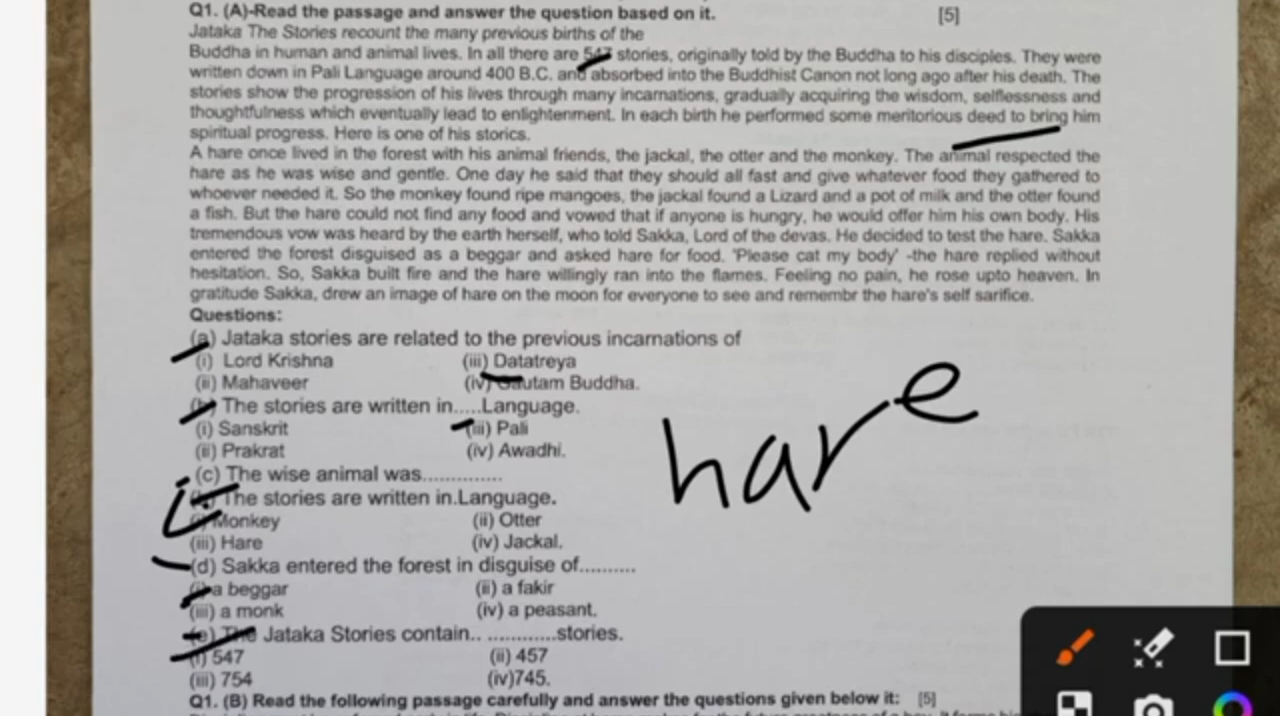 Q1. (A)-Read the passage and answer the question based on it. [5]
Jataka The Stories recount the many previous births of the
Buddha in human and animal lives. In all there are 547 stories, originally told by the Buddha to his disciples. They were
written down in Pali Language around 400 B.C. and absorbed into the Buddhist Canon not long ago after his death. The
stories show the progression of his lives through many incarnations, gradually acquiring the wisdom, selflessness and
thoughtfulness which eventually lead to enlightenment. In each birth he performed some meritorious deed to bring him
spiritual progress. Here is one of his storics.
A hare once lived in the forest with his animal friends, the jackal, the otter and the monkey. The animal respected the
hare as he was wise and gentle. One day he said that they should all fast and give whatever food they gathered to
whoever needed it. So the monkey found ripe mangoes, the jackal found a Lizard and a pot of milk and the otter found
a fish. But the hare could not find any food and vowed that if anyone is hungry, he would offer him his own body. His
tremendous vow was heard by the earth herself, who told Sakka, Lord of the devas. He decided to test the hare. Sakka
entered the forest disguised as a beggar and asked hare for food. 'Please cat my body' -the hare replied without
hesitation. So, Sakka built fire and the hare willingly ran into the flames. Feeling no pain, he rose upto heaven. In
gratitude Sakka, drew an image of hare on the moon for everyone to see and remembr the hare's self sarifice.
Questions:
(a) Jataka stories are related to the previous incarnations of
(i) Lord Krishna (iii) Datatreya
(ii) Mahaveer (iv) Gautam Buddha.
(b) The stories are written in.....Language.
(i) Sanskrit (iii) Pali
(ii) Prakrat (iv) Awadhi.
hare
(c) The wise animal was..............
The stories are written in.Language.
(i) Monkey (ii) Otter
(iii) Hare (iv) Jackal.
(d) Sakka entered the forest in disguise of..........
(i) a beggar (ii) a fakir
(iii) a monk (iv) a peasant.
(e) The Jataka Stories contain.. ............stories.
(i) 547 (ii) 457
(iii) 754 (iv)745.
Q1. (B) Read the following passage carefully and answer the questions given below it: [5]